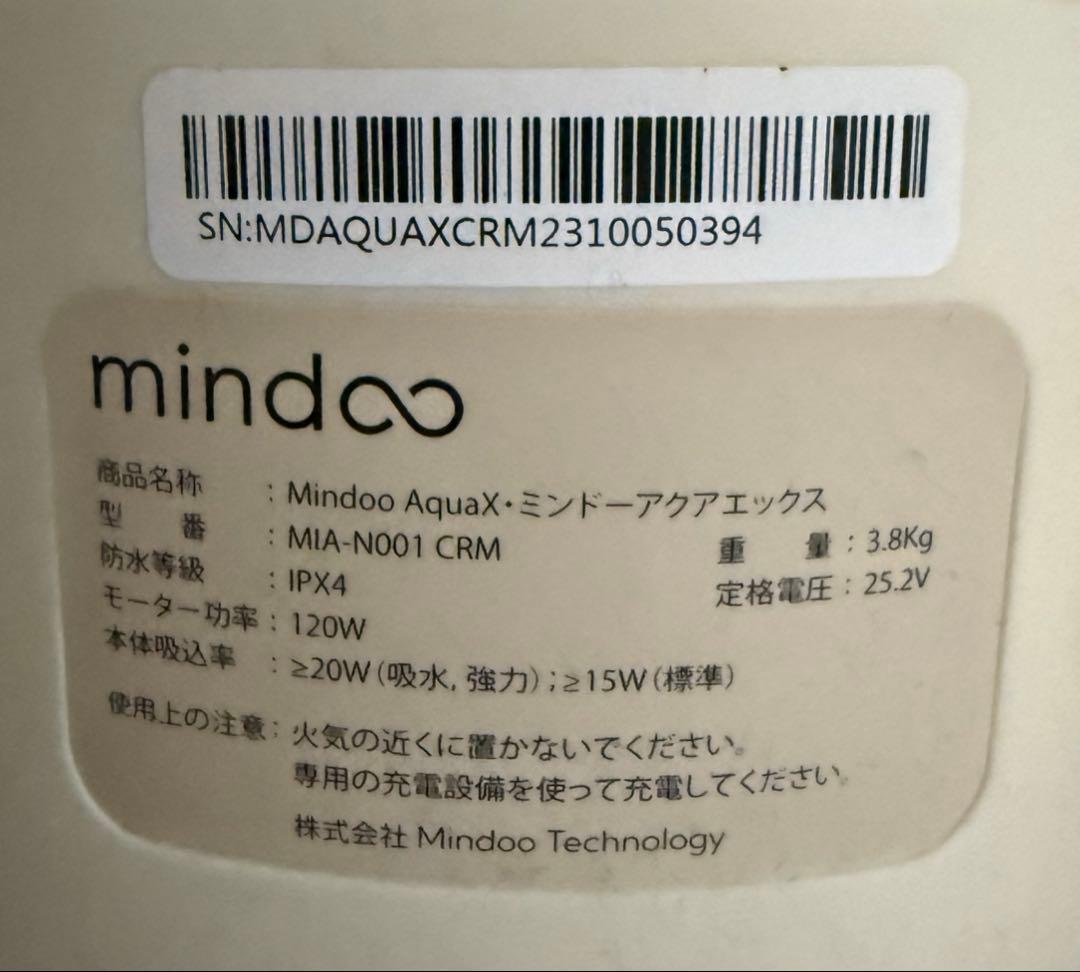 SN:MDAQUAXCRM2310050394
mindoo
商品名称 : Mindoo AquaX・ミンドーアクアエックス
型 番 : MIA-N001 CRM 重 量 : 3.8Kg
防水等級 : IPX4 定格電圧 : 25.2V
モーター功率 : 120W
本体吸込率 : ≥20W(吸水, 強力) ; ≥15W(標準)
使用上の注意 : 火気の近くに置かないでください。
専用の充電設備を使って充電してください。
株式会社 Mindoo Technology